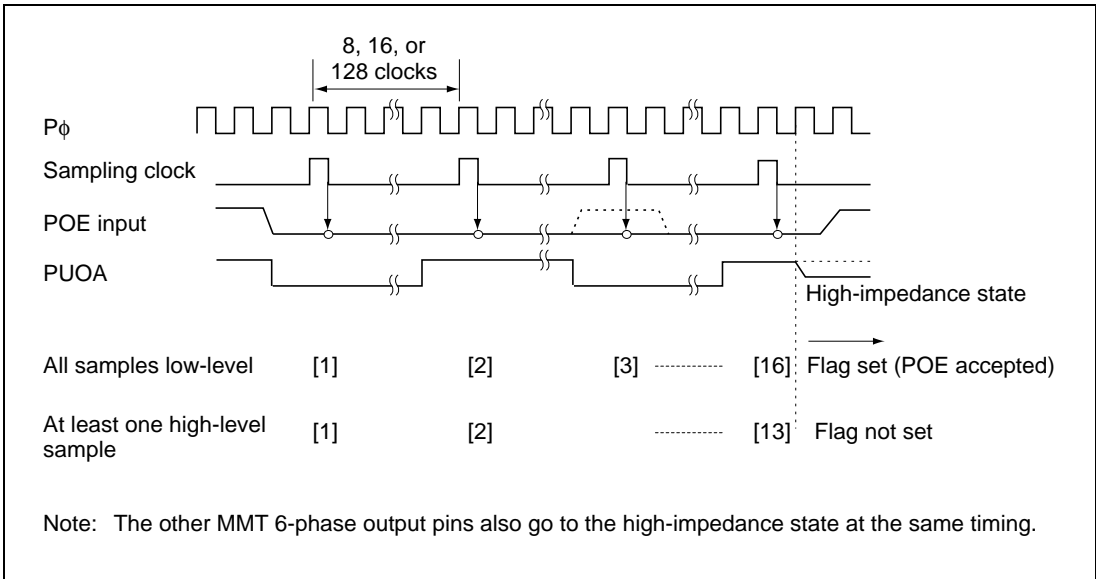 8, 16, or
128 clocks
Pϕ
Sampling clock
POE input
PUOA
High-impedance state
All samples low-level [1] [2] [3] [16] Flag set (POE accepted)
At least one high-level
sample [1] [2] [13] Flag not set
Note: The other MMT 6-phase output pins also go to the high-impedance state at the same timing.